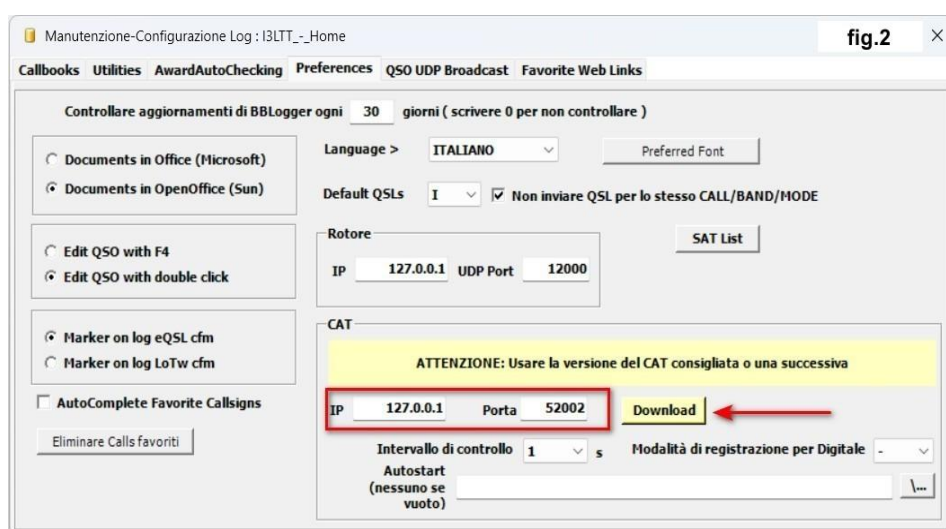 Manutenzione-Configurazione Log : I3LTT_-_Home
fig.2
Callbooks Utilities AwardAutoChecking Preferences QSO UDP Broadcast Favorite Web Links
Controllare aggiornamenti di BBLogger ogni 30 giorni ( scrivere 0 per non controllare )
Documents in Office (Microsoft)
Documents in OpenOffice (Sun)
Language > ITALIANO
Preferred Font
Default QSLs I
Non inviare QSL per lo stesso CALL/BAND/MODE
Edit QSO with F4
Edit QSO with double click
Rotore
IP 127.0.0.1 UDP Port 12000
SAT List
Marker on log eQSL cfm
Marker on log LoTw cfm
AutoComplete Favorite Callsigns
Eliminare Calls favoriti
CAT
ATTENZIONE: Usare la versione del CAT consigliata o una successiva
IP 127.0.0.1 Porta 52002 Download
Intervallo di controllo 1 s Modalità di registrazione per Digitale -
Autostart
(nessuno se
vuoto)
\...